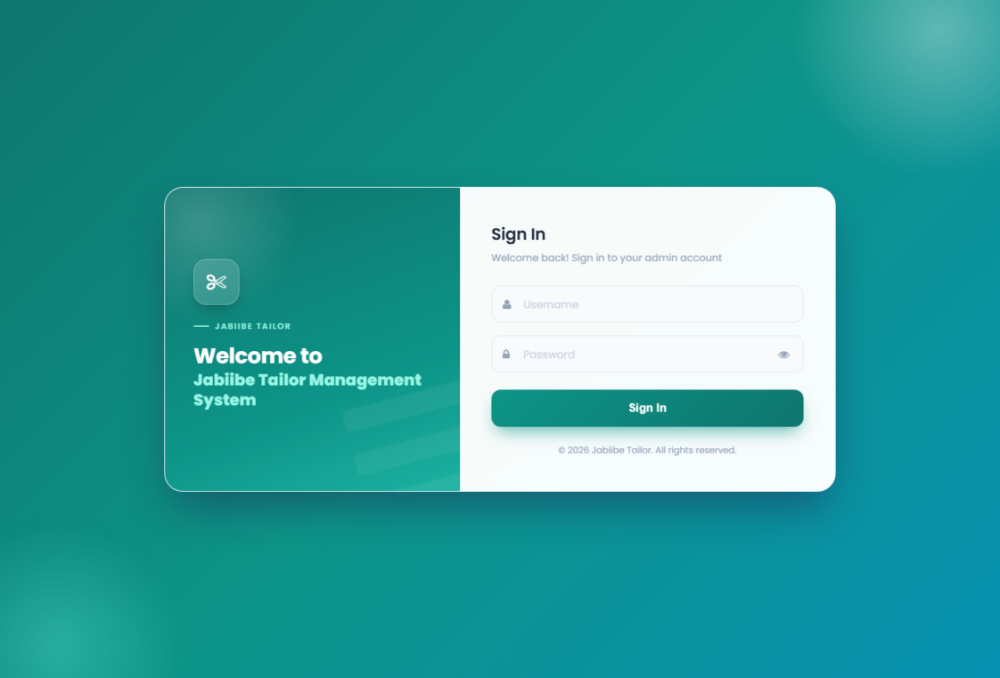 JABIIBE TAILOR
Welcome to
Jabiibe Tailor Management
System
Sign In
Welcome back! Sign in to your admin account
Username
Password
Sign In
© 2026 Jabiibe Tailor. All rights reserved.